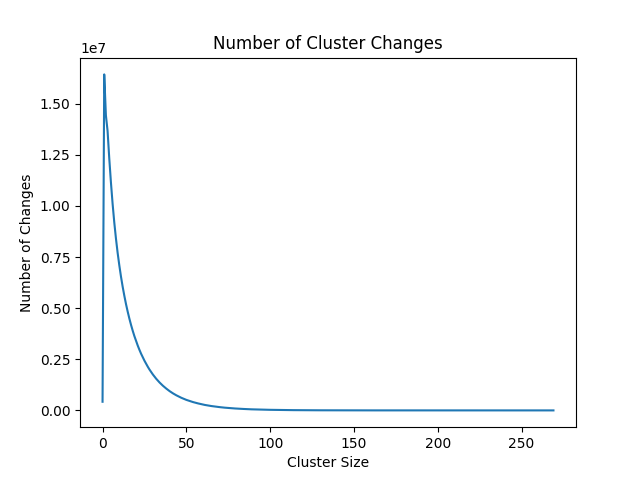 Number of Cluster Changes
1e7
1.50
1.25
1.00
0.75
0.50
0.25
0.00
Number of Changes
0 50 100 150 200 250
Cluster Size